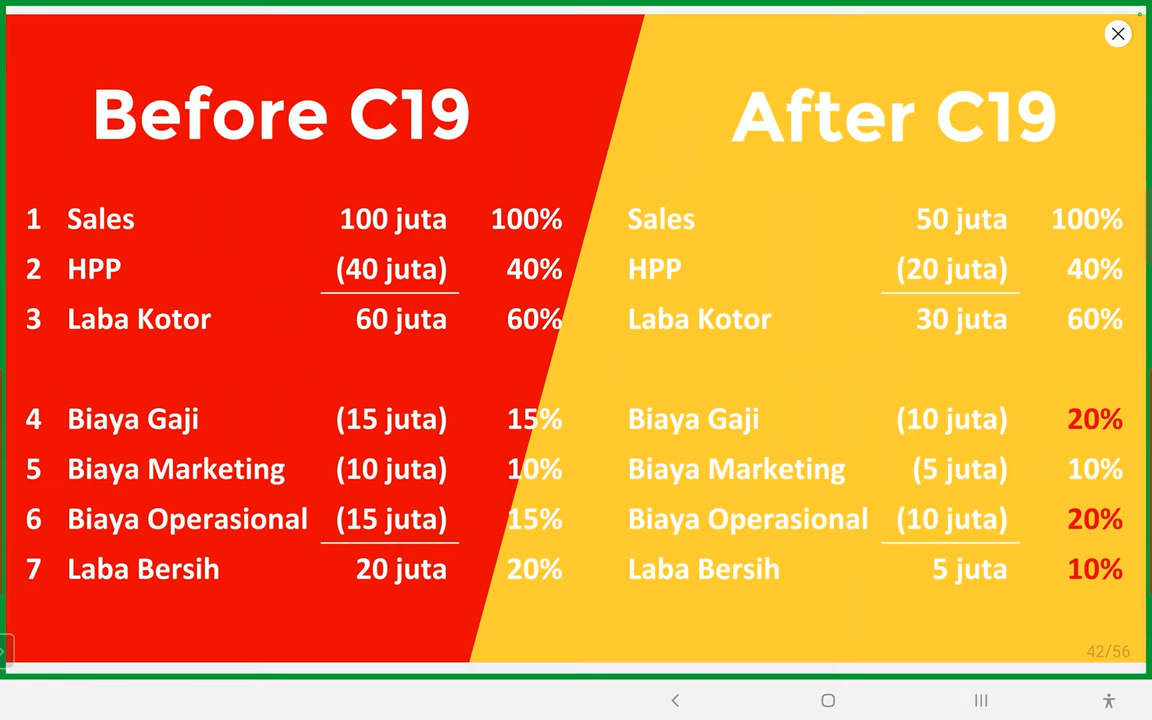 Before C19
After C19
1 Sales 100 juta 100% Sales 50 juta 100%
2 HPP (40 juta) 40% HPP (20 juta) 40%
3 Laba Kotor 60 juta 60% Laba Kotor 30 juta 60%
4 Biaya Gaji (15 juta) 15% Biaya Gaji (10 juta) 20%
5 Biaya Marketing (10 juta) 10% Biaya Marketing (5 juta) 10%
6 Biaya Operasional (15 juta) 15% Biaya Operasional (10 juta) 20%
7 Laba Bersih 20 juta 20% Laba Bersih 5 juta 10%
42/56